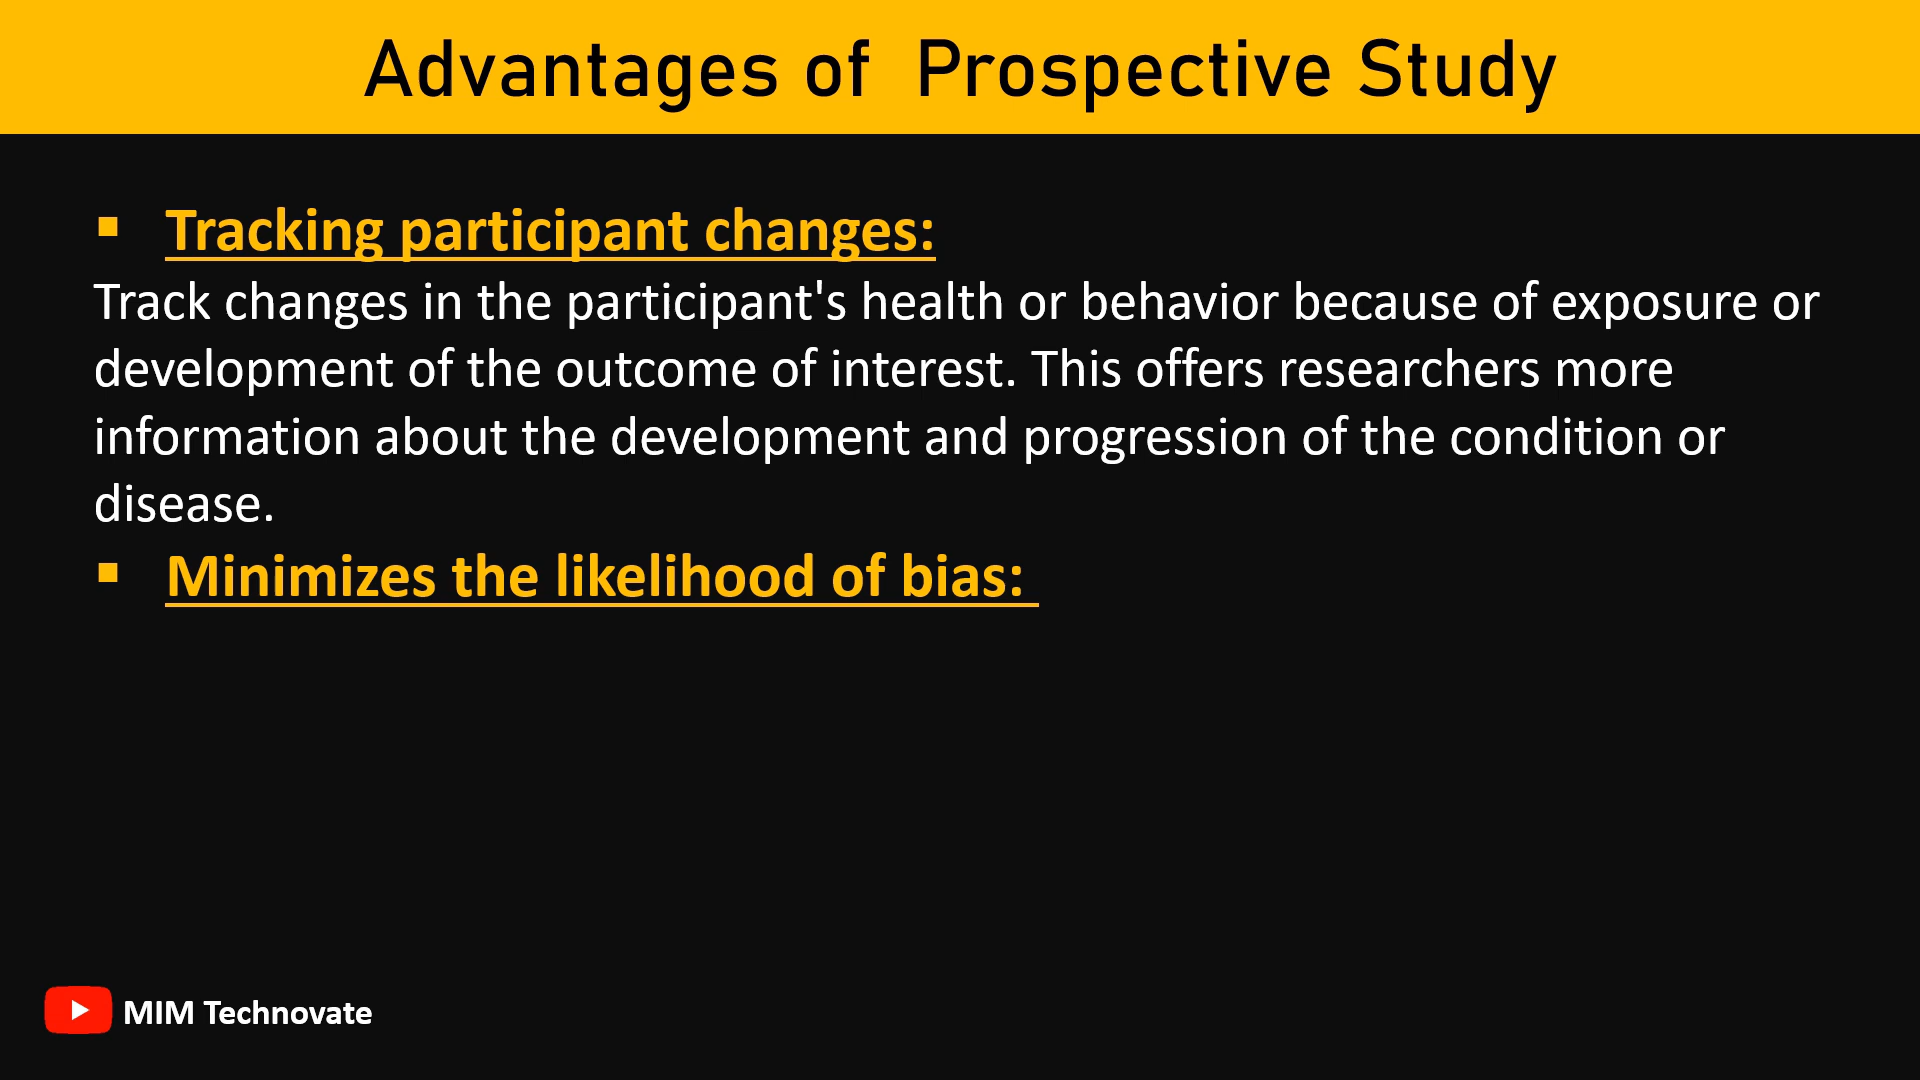 Advantages of  Prospective Study
▪ Tracking participant changes:
Track changes in the participant's health or behavior because of exposure or
development of the outcome of interest. This offers researchers more
information about the development and progression of the condition or
disease.
▪ Minimizes the likelihood of bias:
MIM Technovate